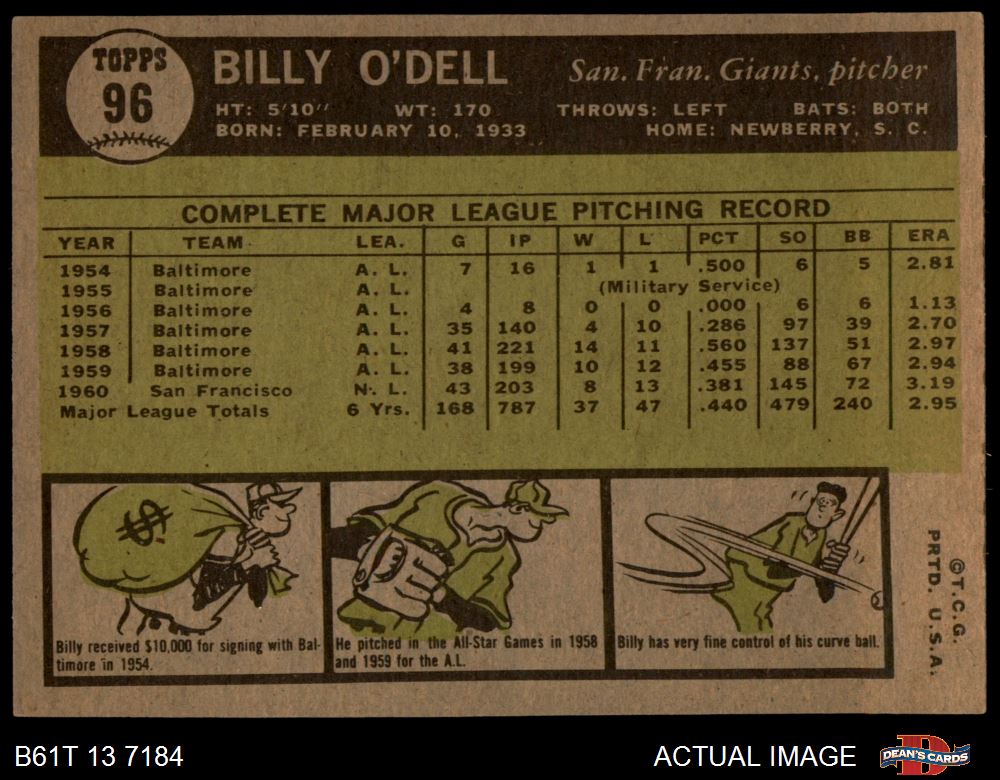 TOPPS
96
BILLY O'DELL San. Fran. Giants, pitcher
HT: 5'10" WT: 170 THROWS: LEFT BATS: BOTH
BORN: FEBRUARY 10, 1933 HOME: NEWBERRY, S. C.
COMPLETE MAJOR LEAGUE PITCHING RECORD
YEAR TEAM LEA. G IP W L PCT SO BB ERA
1954 Baltimore A. L. 7 16 1 1 .500 6 5 2.81
1955 Baltimore A. L. (Military Service)
1956 Baltimore A. L. 4 8 0 0 .000 6 6 1.13
1957 Baltimore A. L. 35 140 4 10 .286 97 39 2.70
1958 Baltimore A. L. 41 221 14 11 .560 137 51 2.97
1959 Baltimore A. L. 38 199 10 12 .455 88 67 2.94
1960 San Francisco N. L. 43 203 8 13 .381 145 72 3.19
Major League Totals 6 Yrs. 168 787 37 47 .440 479 240 2.95
$
Billy received $10,000 for signing with Bal-
timore in 1954.
He pitched in the All-Star Games in 1958
and 1959 for the A.L.
Billy has very fine control of his curve ball.
©T.C.G.
PRTD. U.S.A.
B61T 13 7184
ACTUAL IMAGE
D
DEAN'S CARDS